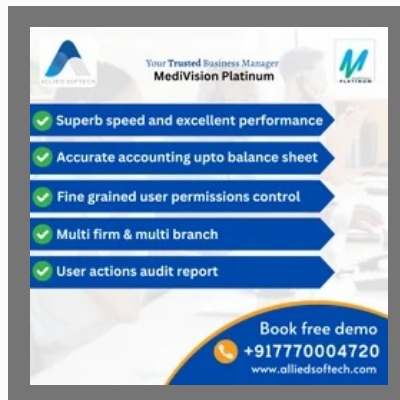 ALLIEDSOFTECH
Your Trusted Business Manager
MediVision Platinum
PLATINUM
Superb speed and excellent performance
Accurate accounting upto balance sheet
Fine grained user permissions control
Multi firm & multi branch
User actions audit report
Book free demo
+917770004720
www.alliedsoftech.com